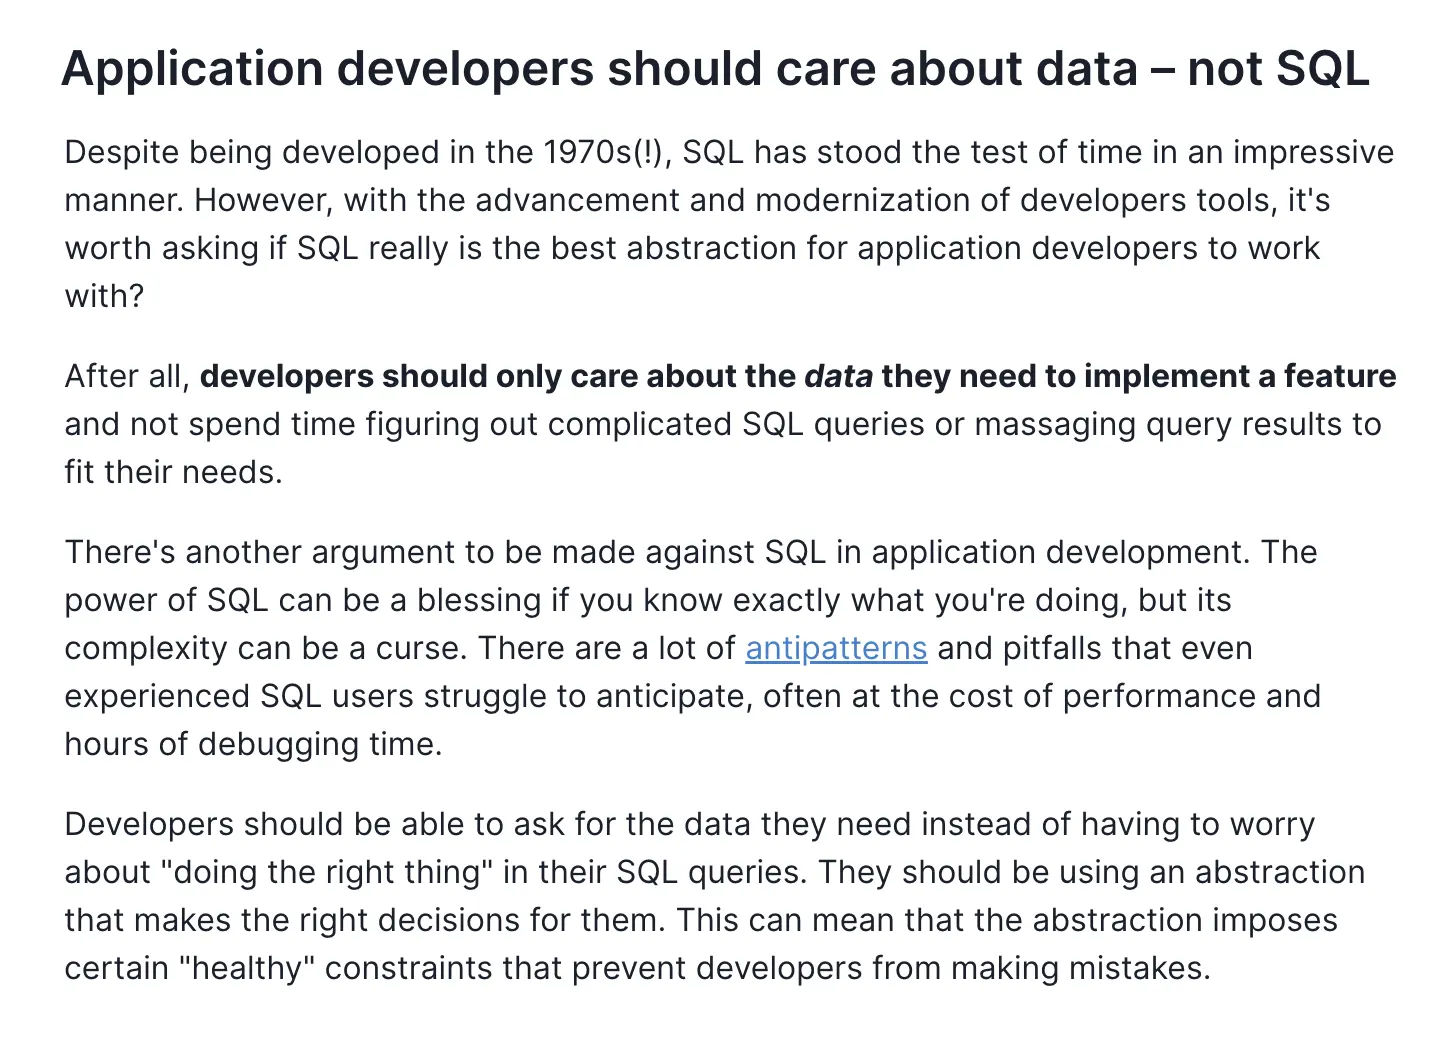 Application developers should care about data – not SQL
Despite being developed in the 1970s(!), SQL has stood the test of time in an impressive
manner. However, with the advancement and modernization of developers tools, it's
worth asking if SQL really is the best abstraction for application developers to work
with?
After all, developers should only care about the data they need to implement a feature
and not spend time figuring out complicated SQL queries or massaging query results to
fit their needs.
There's another argument to be made against SQL in application development. The
power of SQL can be a blessing if you know exactly what you're doing, but its
complexity can be a curse. There are a lot of antipatterns and pitfalls that even
experienced SQL users struggle to anticipate, often at the cost of performance and
hours of debugging time.
Developers should be able to ask for the data they need instead of having to worry
about "doing the right thing" in their SQL queries. They should be using an abstraction
that makes the right decisions for them. This can mean that the abstraction imposes
certain "healthy" constraints that prevent developers from making mistakes.